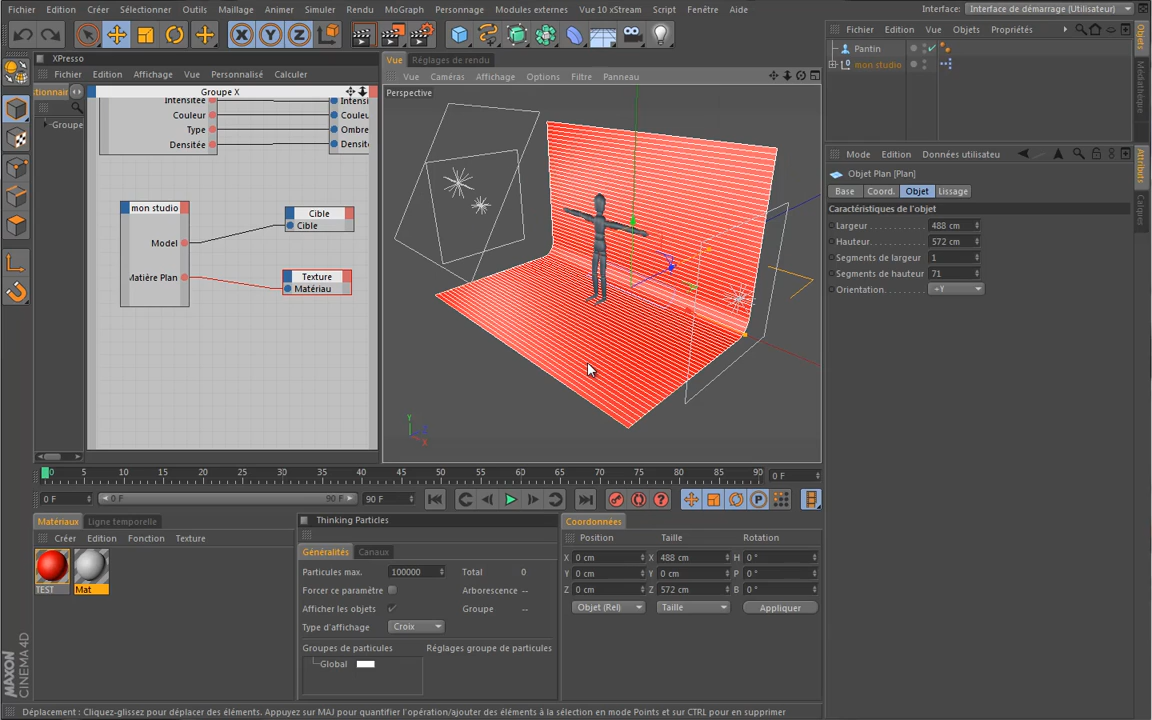 Fichier Edition Créer Sélectionner Outils Maillage Animer Simuler Rendu MoGraph Personnage Modules externes Vue 10 xStream Script Fenêtre Aide Interface: Interface de démarrage (Utilisateur)
XPresso
Fichier Edition Affichage Vue Personnalisé Calculer
stionnai
Groupe
Groupe X
Intensitée
Couleur
Type
Densitée
Intensi
Couleu
Ombre
Densité
mon studio
Model
Matière Plan
Cible
Cible
Texture
Matériau
Vue Réglages de rendu
Vue Caméras Affichage Options Filtre Panneau
Perspective
Y
X
Fichier Edition Vue Objets Propriétés
Pantin
mon studio
Objets
Médiathèque
Mode Edition Données utilisateur
Objet Plan [Plan]
Base Coord. Objet Lissage
Caractéristiques de l'objet
Largeur 488 cm
Hauteur 572 cm
Segments de largeur 1
Segments de hauteur 71
Orientation +Y
Attributs
Calques
0 5 10 15 20 25 30 35 40 45 50 55 60 65 70 75 80 85 90 0 F
0 F 0 F 90 F 90 F
Matériaux Ligne temporelle
Créer Edition Fonction Texture
TEST Mat
Thinking Particles
Généralités Canaux
Particules max. 100000 Total 0
Forcer ce paramètre Arborescence --
Afficher les objets Groupe --
Type d'affichage Croix
Groupes de particules Réglages groupe de particules
Global
Coordonnées
Position Taille Rotation
X 0 cm X 488 cm H 0 °
Y 0 cm Y 0 cm P 0 °
Z 0 cm Z 572 cm B 0 °
Objet (Rel) Taille Appliquer
MAXON CINEMA 4D
Déplacement : Cliquez-glissez pour déplacer des éléments. Appuyez sur MAJ pour quantifier l'opération/ajouter des éléments à la sélection en mode Points et sur CTRL pour en supprimer